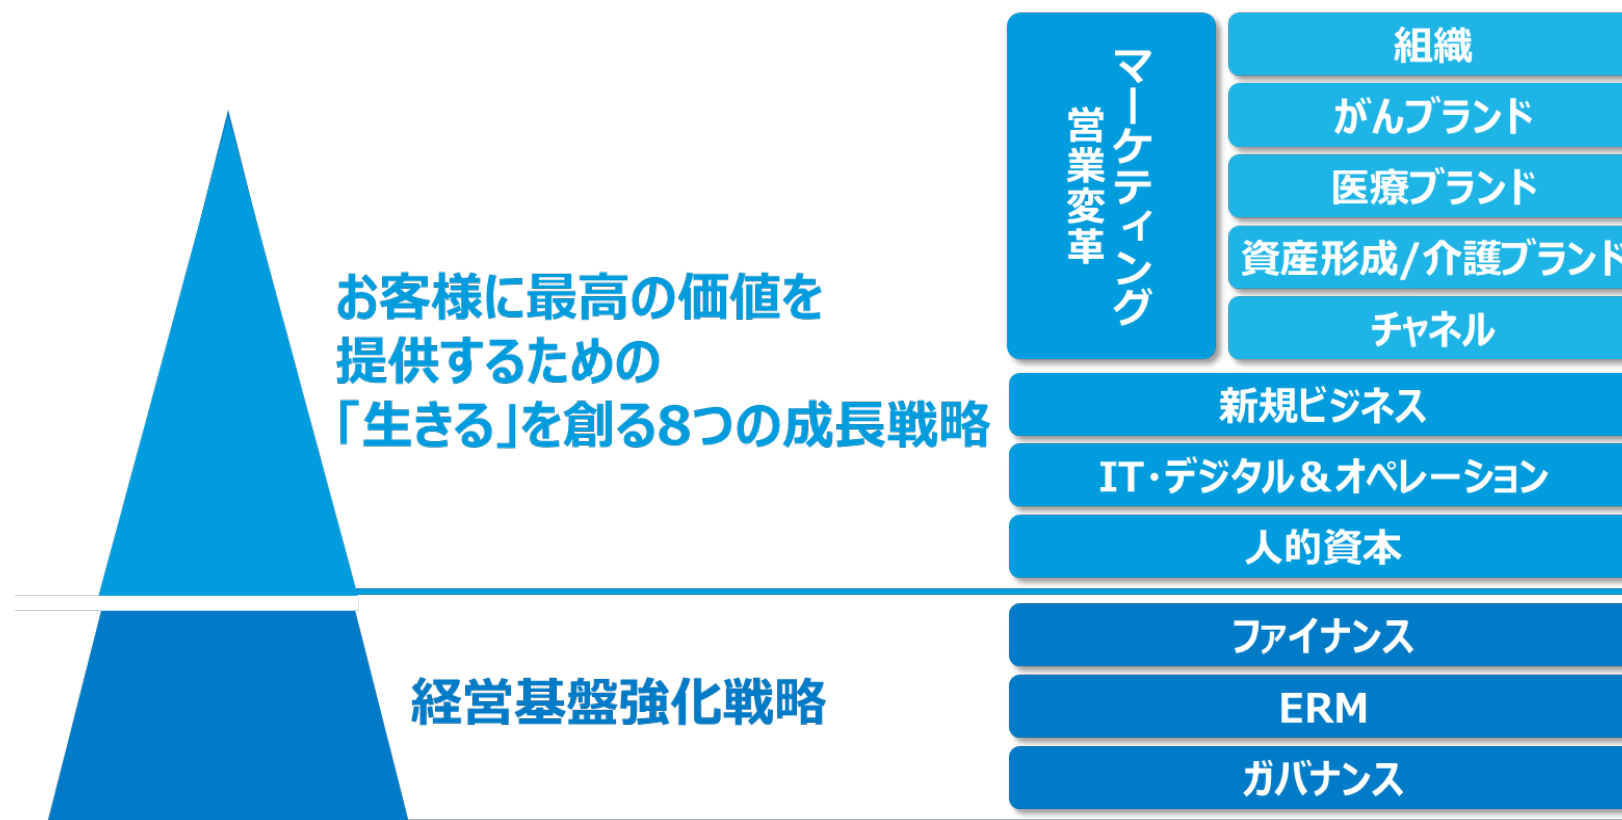 お客様に最高の価値を
提供するための
「生きる」を創る8つの成長戦略
マーケティング
営業変革
組織
がんブランド
医療ブランド
資産形成/介護ブランド
チャネル
新規ビジネス
IT・デジタル＆オペレーション
人的資本
経営基盤強化戦略
ファイナンス
ERM
ガバナンス